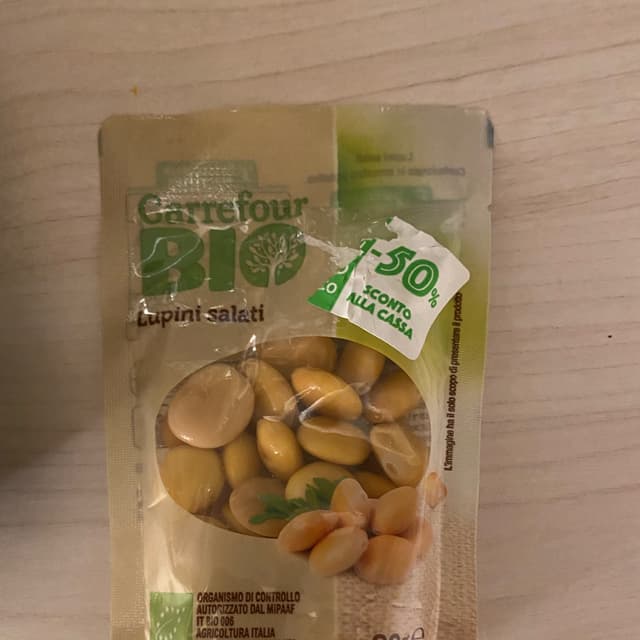 Carrefour
BIO
Lupini salati
-50%
SCONTO
ALLA CASSA
L'immagine ha il solo scopo di presentare il prodotto
ORGANISMO DI CONTROLLO
AUTORIZZATO DAL MIPAAF
IT BIO 006
AGRICOLTURA ITALIA